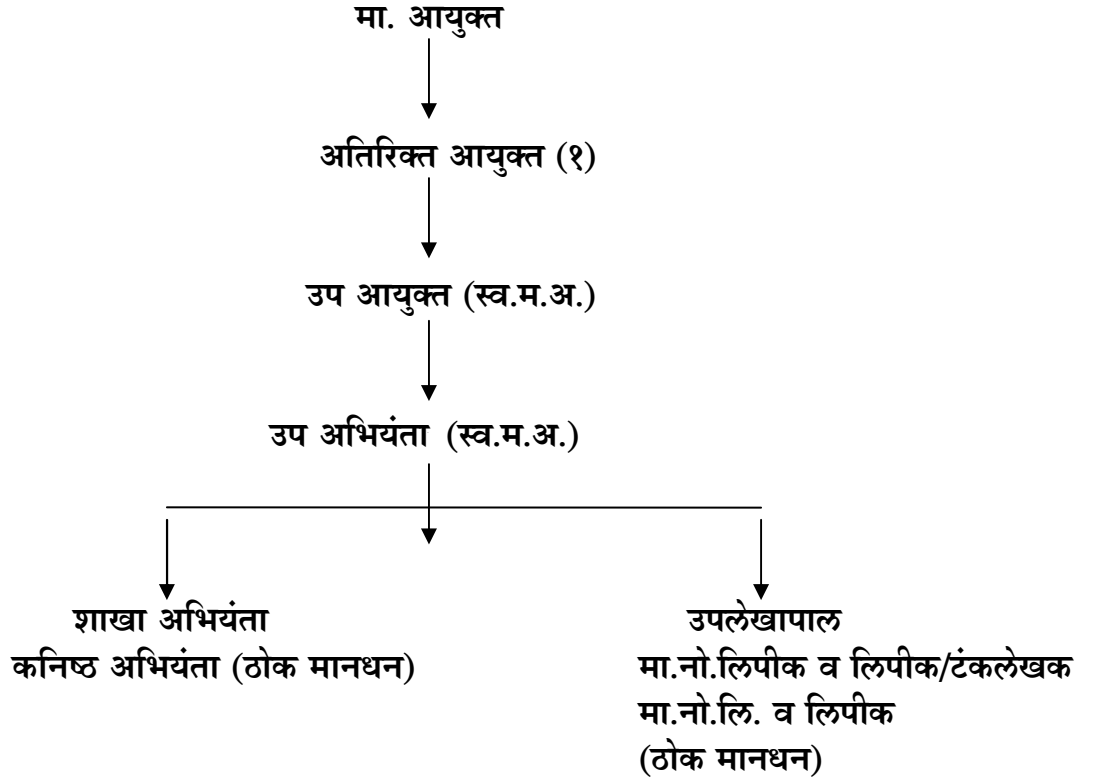 मा. आयुक्त
अतिरिक्त आयुक्त (१)
उप आयुक्त (स्व.म.अ.)
उप अभियंता (स्व.म.अ.)
शाखा अभियंता
कनिष्ठ अभियंता (ठोक मानधन)
उपलेखापाल
मा.नो.लिपीक व लिपीक/टंकलेखक
मा.नो.लि. व लिपीक
(ठोक मानधन)